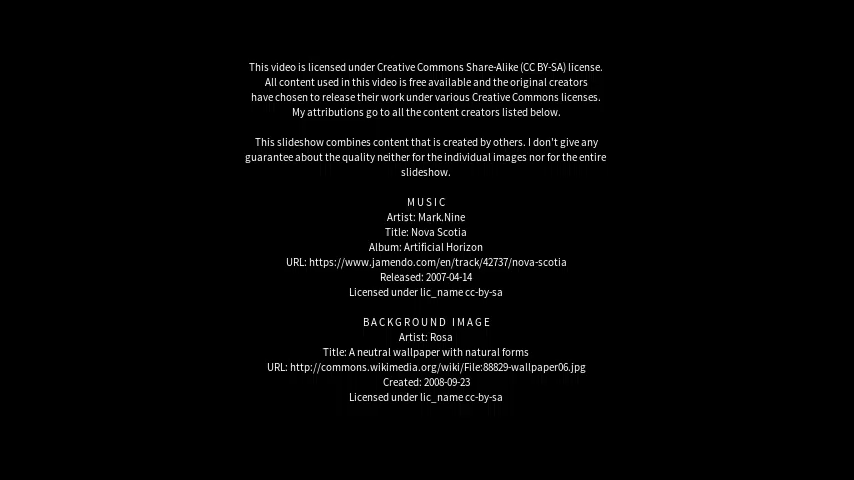 This video is licensed under Creative Commons Share-Alike (CC BY-SA) license.
All content used in this video is free available and the original creators
have chosen to release their work under various Creative Commons licenses.
My attributions go to all the content creators listed below.
This slideshow combines content that is created by others. I don't give any
guarantee about the quality neither for the individual images nor for the entire
slideshow.
MUSIC
Artist: Mark.Nine
Title: Nova Scotia
Album: Artificial Horizon
URL: https://www.jamendo.com/en/track/42737/nova-scotia
Released: 2007-04-14
Licensed under lic_name cc-by-sa
BACKGROUND IMAGE
Artist: Rosa
Title: A neutral wallpaper with natural forms
URL: http://commons.wikimedia.org/wiki/File:88829-wallpaper06.jpg
Created: 2008-09-23
Licensed under lic_name cc-by-sa